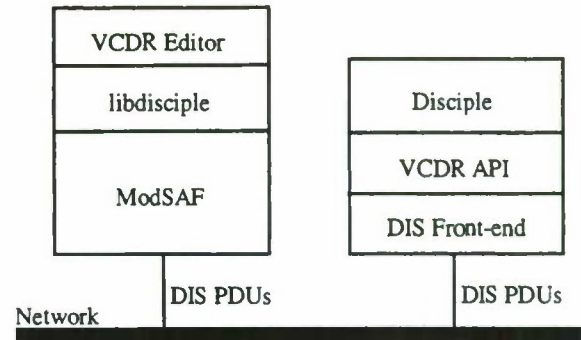 VCDR Editor
libdisciple
ModSAF
Disciple
VCDR API
DIS Front-end
DIS PDUs
DIS PDUs
Network